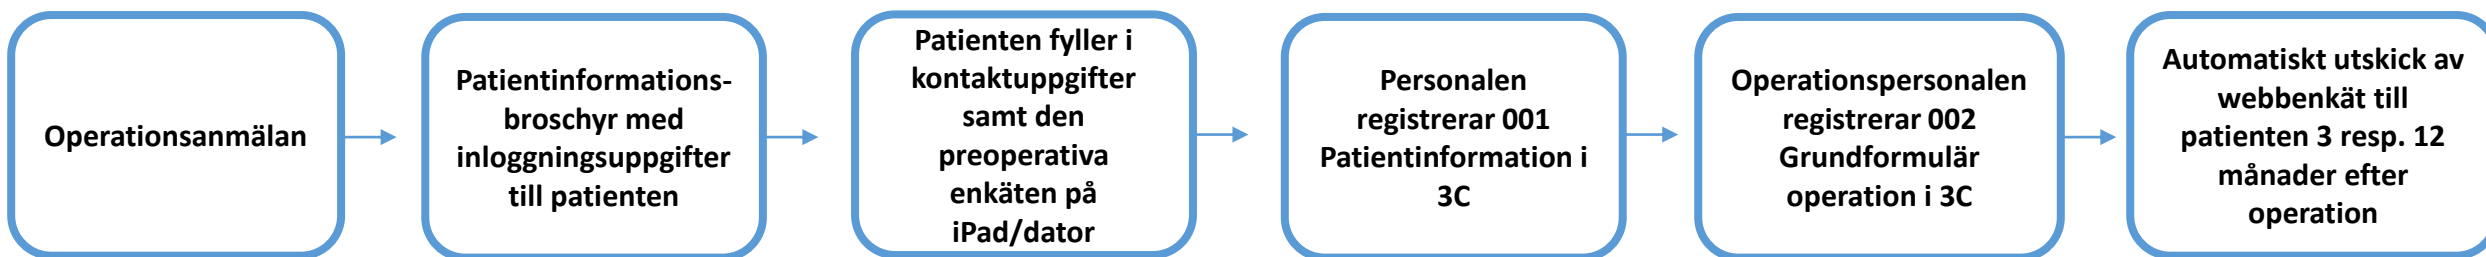 Operationsanmälan
Patientinformations-
broschyr med
inloggningsuppgifter
till patienten
Patienten fyller i
kontaktuppgifter
samt den
preoperativa
enkäten på
iPad/dator
Personalen
registrerar 001
Patientinformation i
3C
Operationspersonalen
registrerar 002
Grundformulär
operation i 3C
Automatiskt utskick av
webbenkät till
patienten 3 resp. 12
månader efter
operation